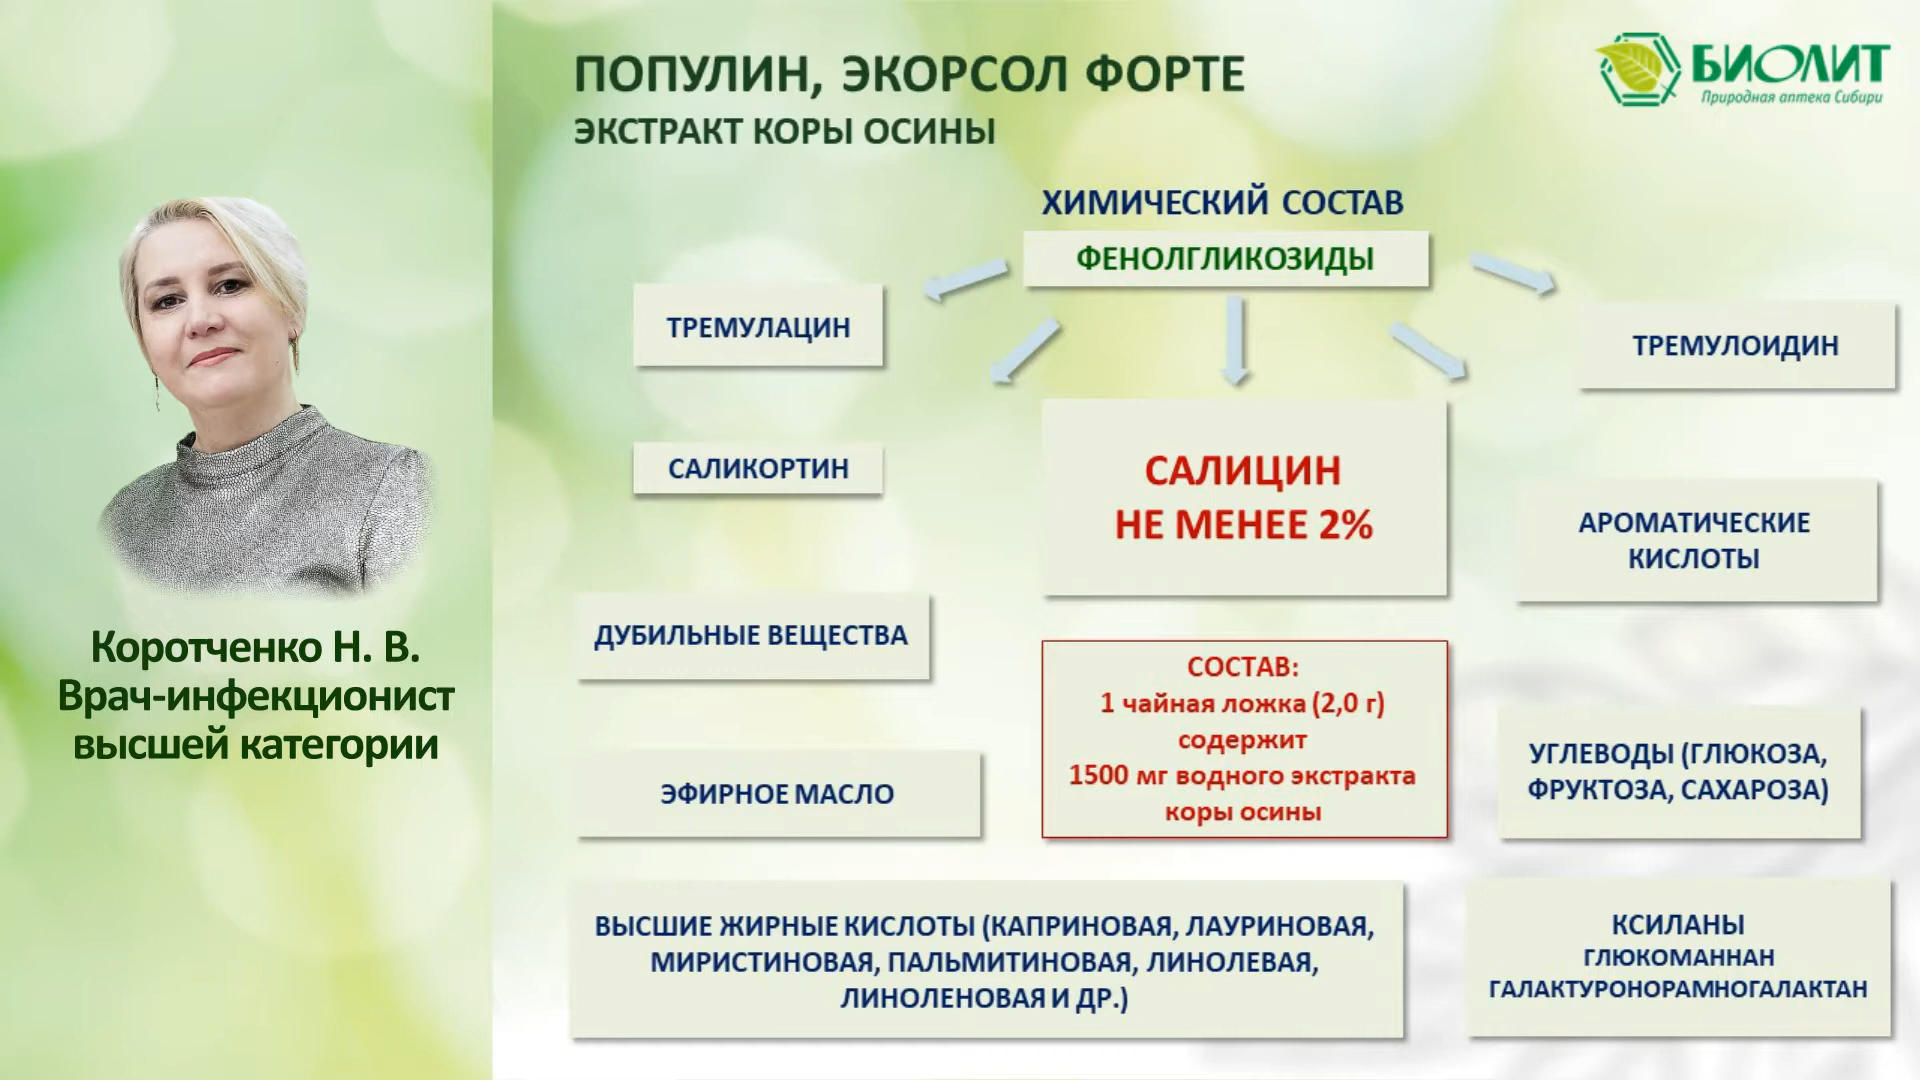 ПОПУЛИН, ЭКОРСОЛ ФОРТЕ
ЭКСТРАКТ КОРЫ ОСИНЫ
БИОЛИТ
Природная аптека Сибири
ХИМИЧЕСКИЙ СОСТАВ
ФЕНОЛГЛИКОЗИДЫ
ТРЕМУЛАЦИН
ТРЕМУЛОИДИН
САЛИКОРТИН
САЛИЦИН
НЕ МЕНЕЕ 2%
АРОМАТИЧЕСКИЕ
КИСЛОТЫ
ДУБИЛЬНЫЕ ВЕЩЕСТВА
СОСТАВ:
1 чайная ложка (2,0 г)
содержит
1500 мг водного экстракта
коры осины
ЭФИРНОЕ МАСЛО
УГЛЕВОДЫ (ГЛЮКОЗА,
ФРУКТОЗА, САХАРОЗА)
ВЫСШИЕ ЖИРНЫЕ КИСЛОТЫ (КАПРИНОВАЯ, ЛАУРИНОВАЯ,
МИРИСТИНОВАЯ, ПАЛЬМИТИНОВАЯ, ЛИНОЛЕВАЯ,
ЛИНОЛЕНОВАЯ И ДР.)
КСИЛАНЫ
ГЛЮКОМАННАН
ГАЛАКТУРОНОРАМНОГАЛАКТАН
Коротченко Н. В.
Врач-инфекционист
высшей категории